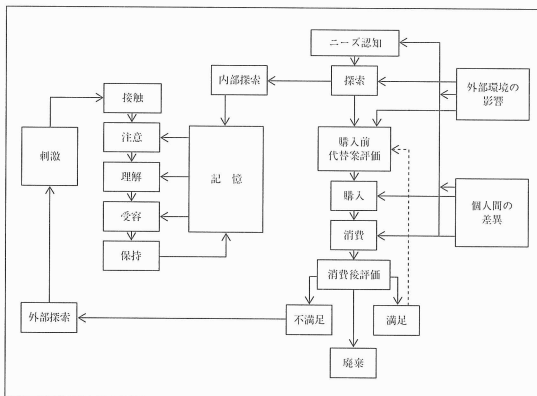 ニーズ認知
内部探索
探索
外部環境の
影響
接触
注意
刺激
理解
記憶
購入前
代替案評価
購入
個人間の
差異
受容
消費
保持
消費後評価
外部探索
不満足
満足
廃棄